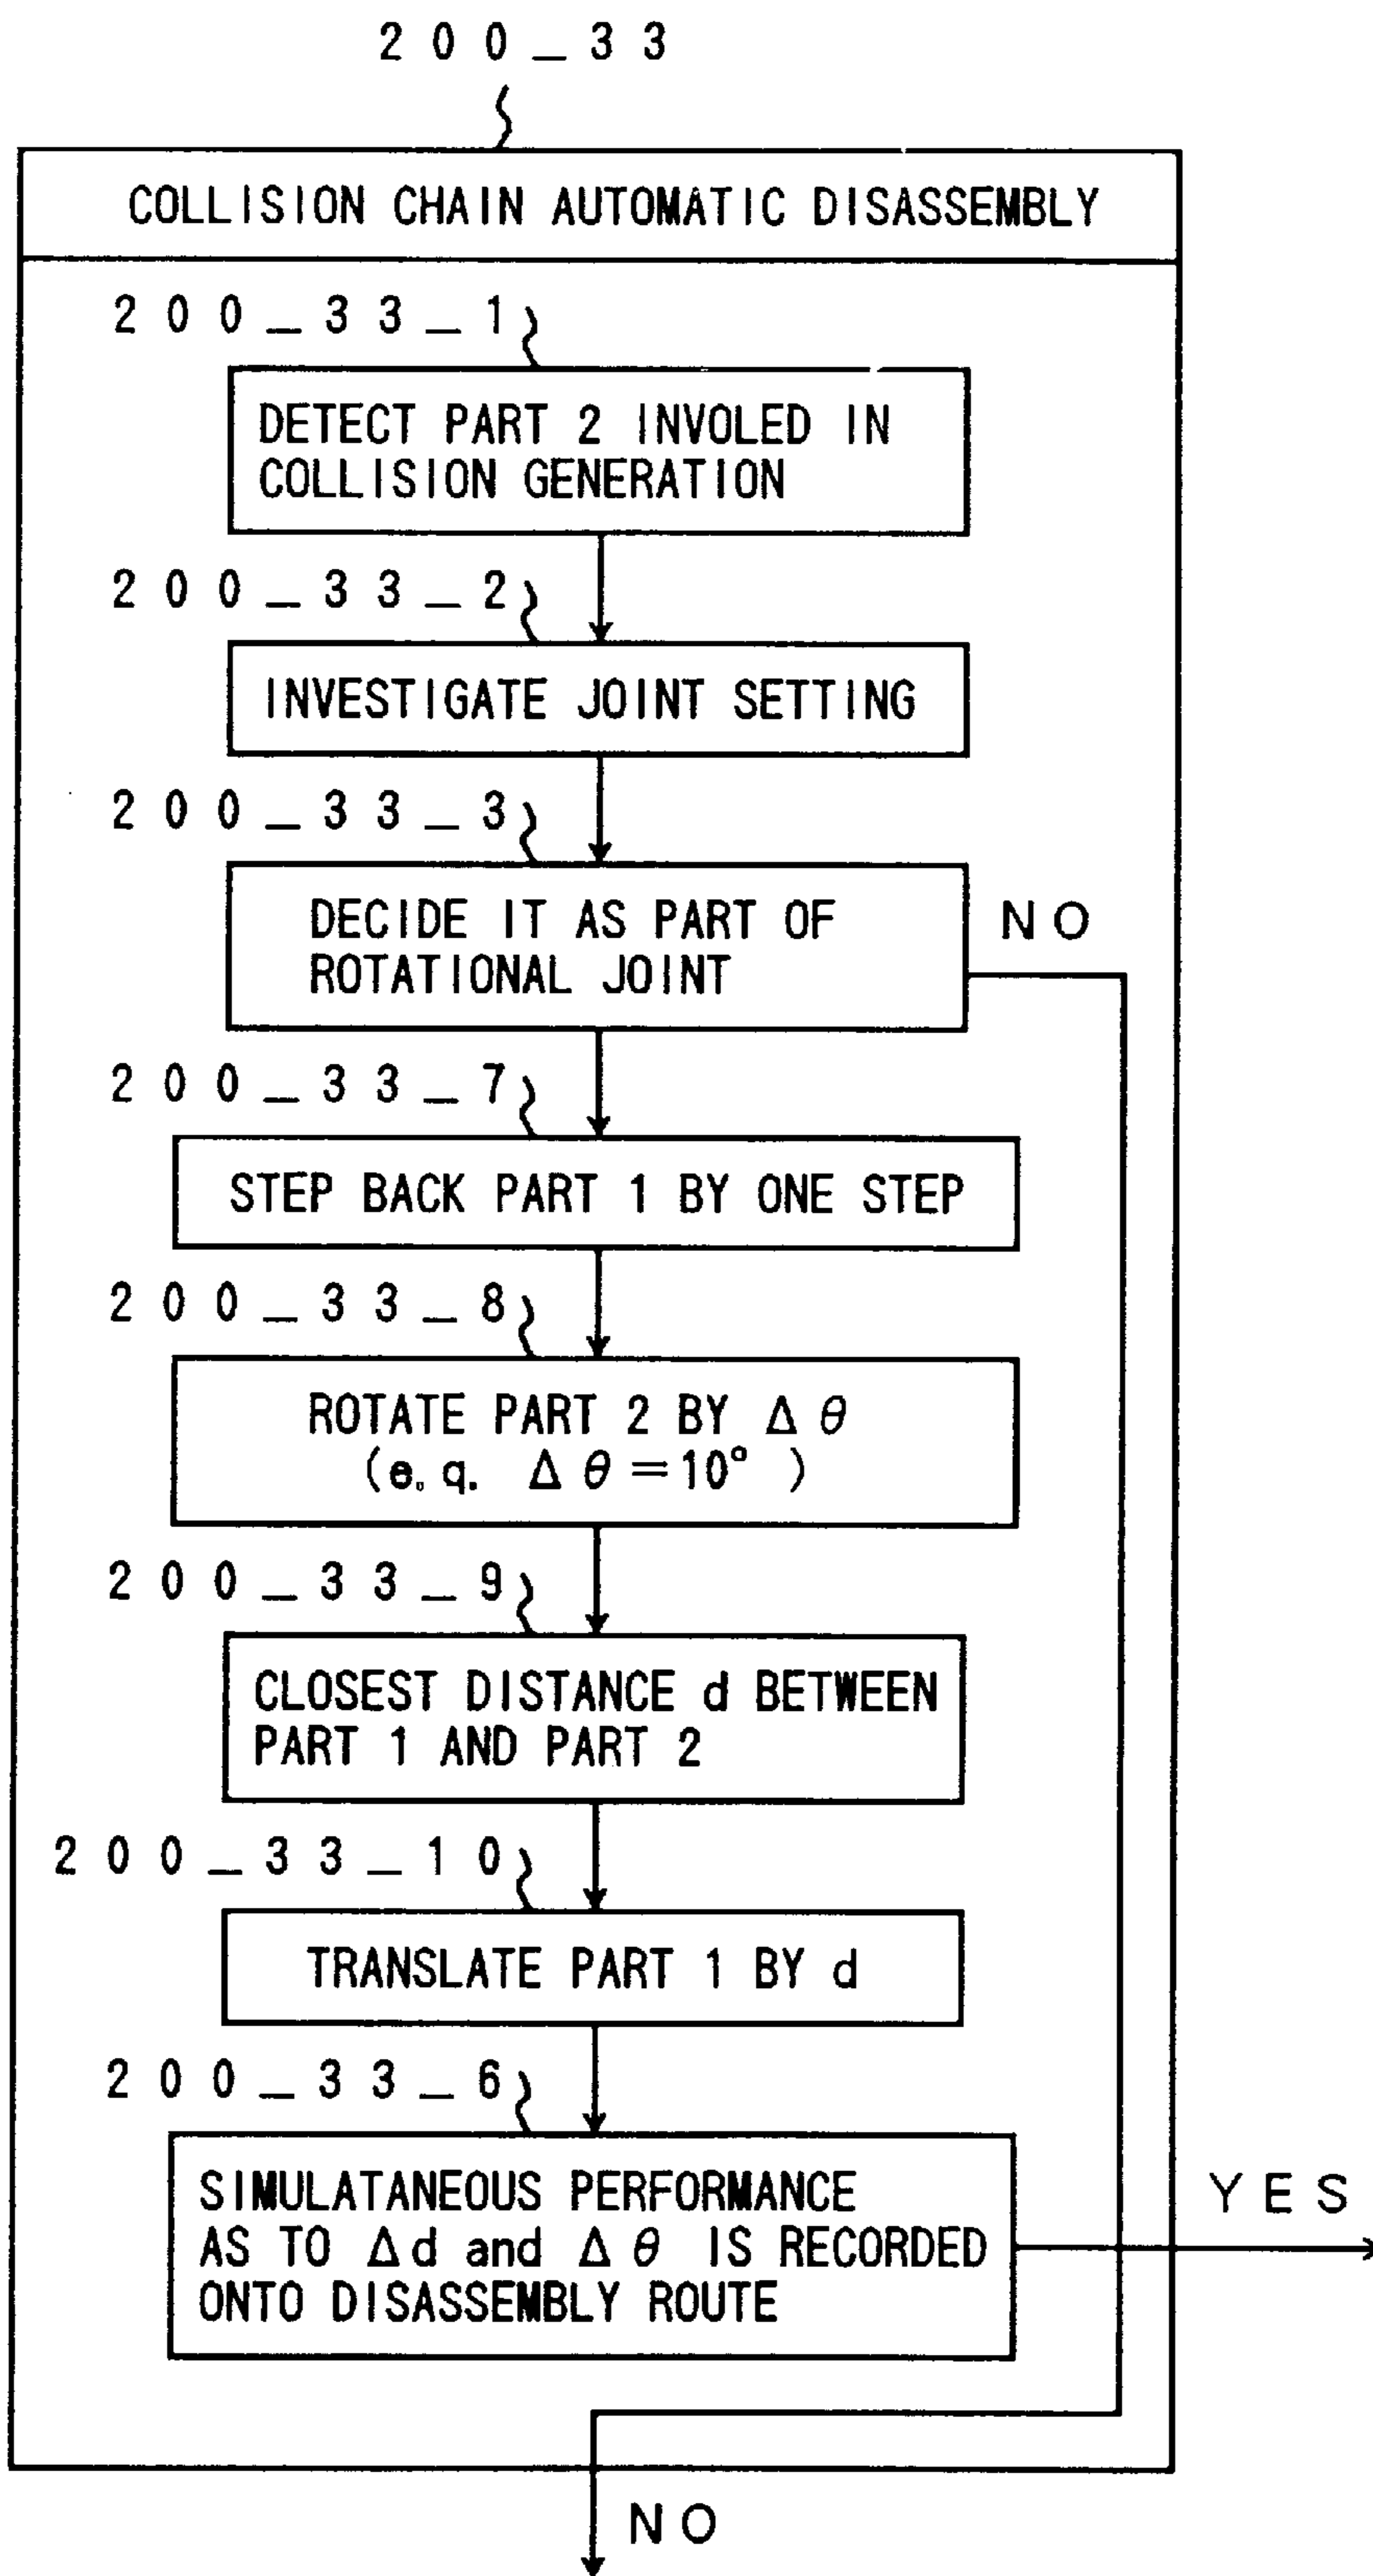 200_33
COLLISION CHAIN AUTOMATIC DISASSEMBLY
200_33_1
DETECT PART 2 INVOLED IN
COLLISION GENERATION
200_33_2
INVESTIGATE JOINT SETTING
200_33_3
DECIDE IT AS PART OF
ROTATIONAL JOINT
NO
200_33_7
STEP BACK PART 1 BY ONE STEP
200_33_8
ROTATE PART 2 BY Δθ
(e.q. Δθ=10°)
200_33_9
CLOSEST DISTANCE d BETWEEN
PART 1 AND PART 2
200_33_10
TRANSLATE PART 1 BY d
200_33_6
SIMULATANEOUS PERFORMANCE
AS TO Δd and Δθ IS RECORDED
ONTO DISASSEMBLY ROUTE
YES
NO